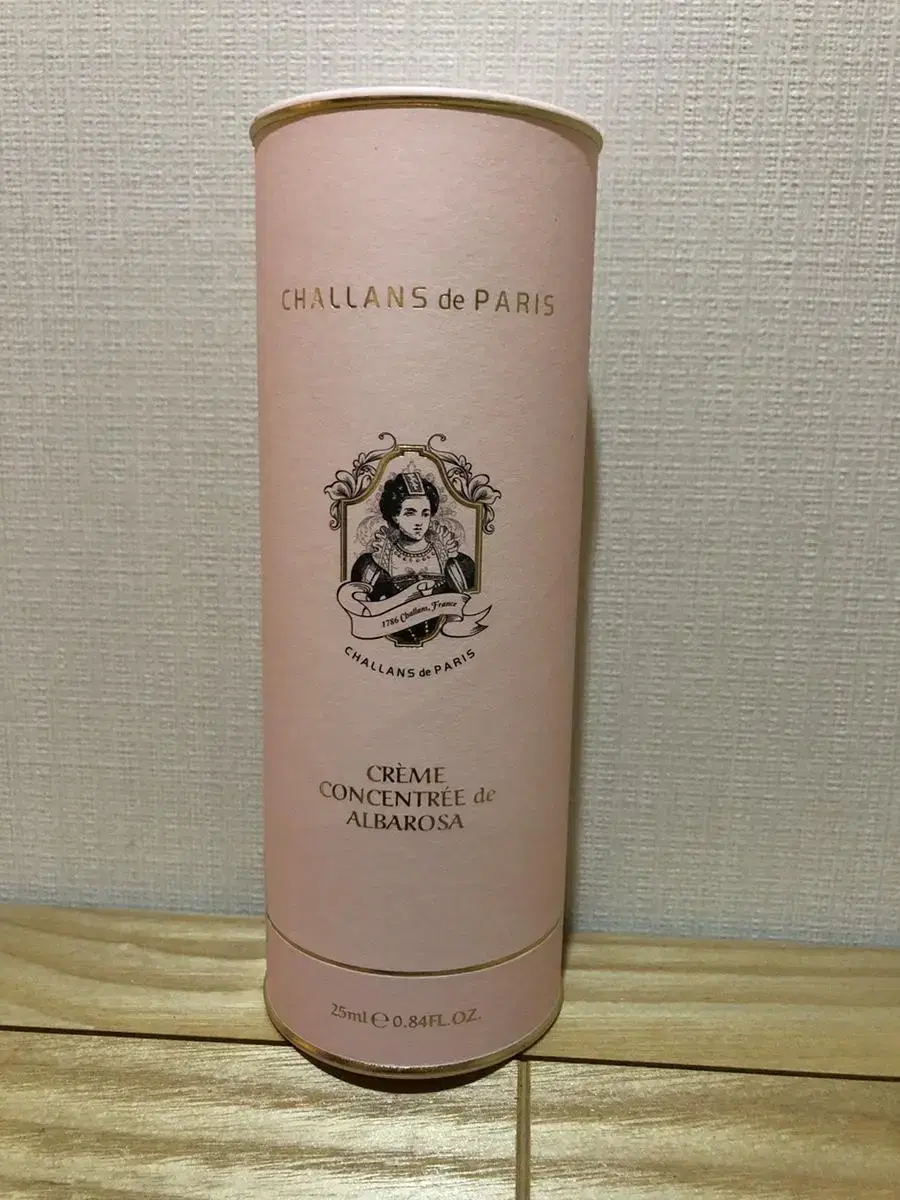 CHALLANS de PARIS
1786 Challans, France
CHALLANS de PARIS
CRÈME
CONCENTRÉE de
ALBAROSA
25ml ℮ 0.84FL.OZ.